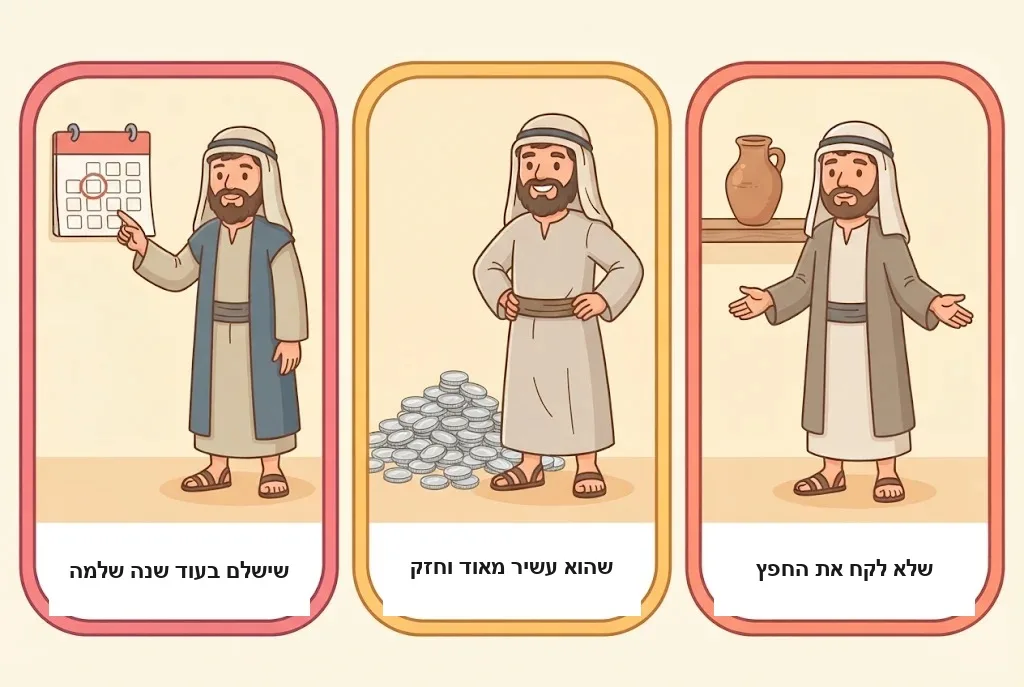 שלא לקח את החפץ
שהוא עשיר מאוד וחזק
שישלם בעוד שנה שלמה